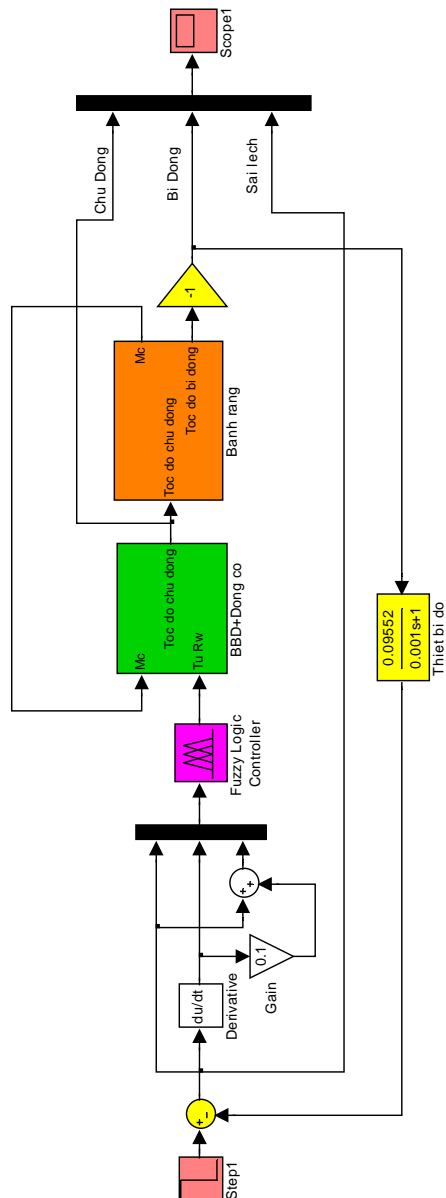 Step1
+
-
du/dt
Derivative
0.1
Gain
+
+
Fuzzy Logic
Controller
Mc
Toc do chu dong
Tu Rw
BBD+Dong co
Mc
Toc do chu dong
Toc do bi dong
Banh rang
-1
Chu Dong
Bi Dong
Sai lech
Scope1
0.09552
0.001s+1
Thiet bi do